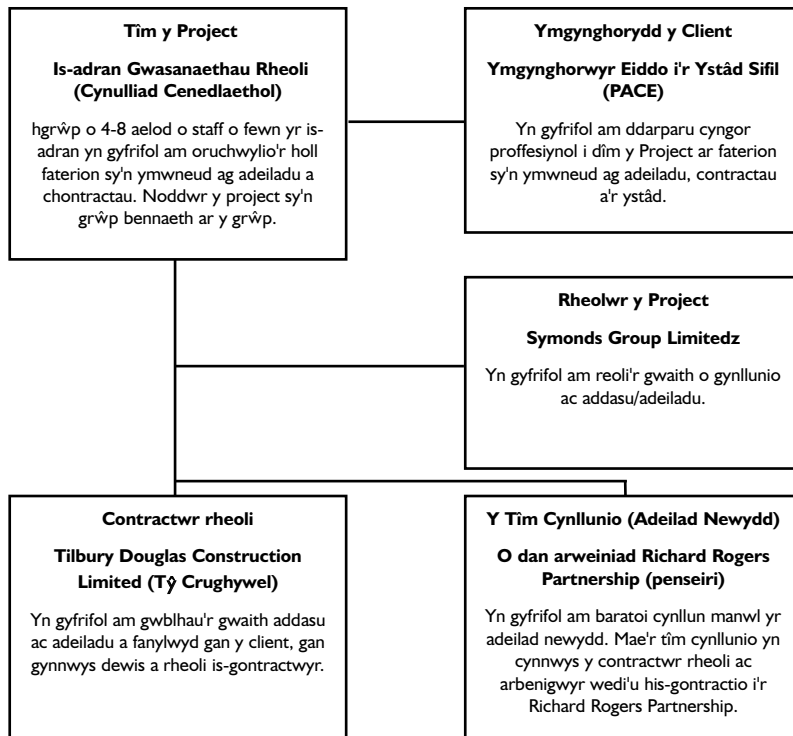 Tîm y Project
Is-adran Gwasanaethau Rheoli
(Cynulliad Cenedlaethol)
hgrŵp o 4-8 aelod o staff o fewn yr is-
adran yn gyfrifol am oruchwylio'r holl
faterion sy'n ymwneud ag adeiladu a
chontractau. Noddwr y project sy'n
grŵp bennaeth ar y grŵp.
Ymgynghorydd y Client
Ymgynghorwyr Eiddo i'r Ystâd Sifil
(PACE)
Yn gyfrifol am ddarparu cyngor
proffesiynol i dîm y Project ar faterion
sy'n ymwneud ag adeiladu, contractau
a'r ystâd.
Rheolwr y Project
Symonds Group Limitedz
Yn gyfrifol am reoli'r gwaith o gynllunio
ac addasu/adeiladu.
Contractwr rheoli
Tilbury Douglas Construction
Limited (Tŷ Crughywel)
Yn gyfrifol am gwblhau'r gwaith addasu
ac adeiladu a fanylwyd gan y client, gan
gynnwys dewis a rheoli is-gontractwyr.
Y Tîm Cynllunio (Adeilad Newydd)
O dan arweiniad Richard Rogers
Partnership (penseiri)
Yn gyfrifol am baratoi cynllun manwl yr
adeilad newydd. Mae'r tîm cynllunio yn
cynnwys y contractwr rheoli ac
arbenigwyr wedi'u his-gontractio i'r
Richard Rogers Partnership.